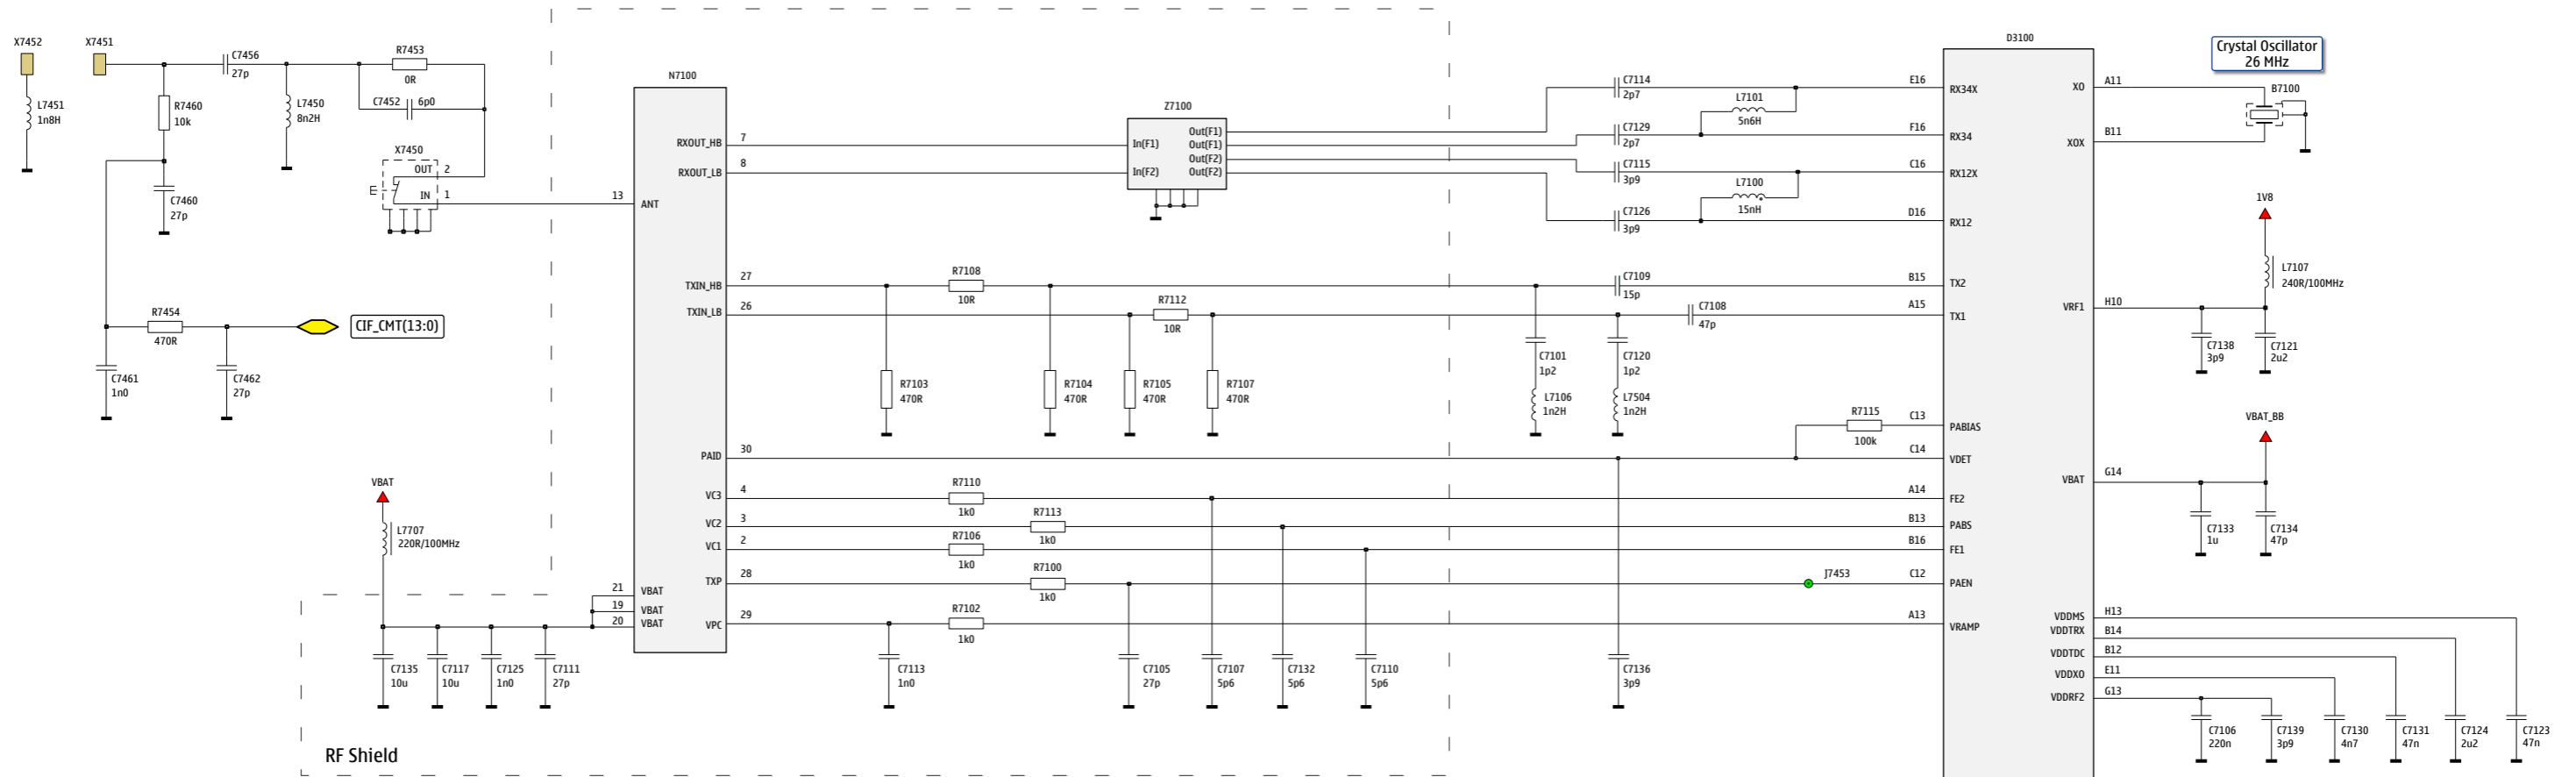 X7452
X7451
L7451
1n8H
R7460
10k
C7456
27p
L7450
8n2H
R7453
0R
C7452
6p0
X7450
OUT
2
IN
1
C7460
27p
R7454
470R
CIF_CMT(13:0)
C7461
1n0
C7462
27p
VBAT
L7707
220R/100MHz
C7135
10u
C7117
10u
C7125
1n0
C7111
27p
RF Shield
N7100
13
ANT
21
VBAT
19
VBAT
20
VBAT
RXOUT_HB
7
RXOUT_LB
8
TXIN_HB
27
TXIN_LB
26
PAID
30
VC3
4
VC2
3
VC1
2
TXP
28
VPC
29
Z7100
In(F1)
In(F2)
Out(F1)
Out(F1)
Out(F2)
Out(F2)
R7108
10R
R7112
10R
R7103
470R
R7104
470R
R7105
470R
R7107
470R
R7110
1k0
R7113
1k0
R7106
1k0
R7100
1k0
R7102
1k0
C7113
1n0
C7105
27p
C7107
5p6
C7132
5p6
C7110
5p6
C7136
3p9
C7114
2p7
L7101
5n6H
C7129
2p7
C7115
3p9
L7100
15nH
C7126
3p9
C7109
15p
C7108
47p
C7101
1p2
L7106
1n2H
C7120
1p2
L7504
1n2H
R7115
100k
J7453
D3100
E16
RX34X
F16
RX34
C16
RX12X
D16
RX12
B15
TX2
A15
TX1
C13
PABIAS
C14
VDET
A14
FE2
B13
PABS
B16
FE1
C12
PAEN
A13
VRAMP
XO
A11
XOX
B11
VRF1
H10
VBAT
G14
VDDMS
H13
VDDTRX
B14
VDDTDC
B12
VDDXO
E11
VDDRF2
G13
Crystal Oscillator
26 MHz
B7100
1V8
L7107
240R/100MHz
C7138
3p9
C7121
2u2
VBAT_BB
C7133
1u
C7134
47p
C7106
220n
C7139
3p9
C7130
4n7
C7131
47n
C7124
2u2
C7123
47n